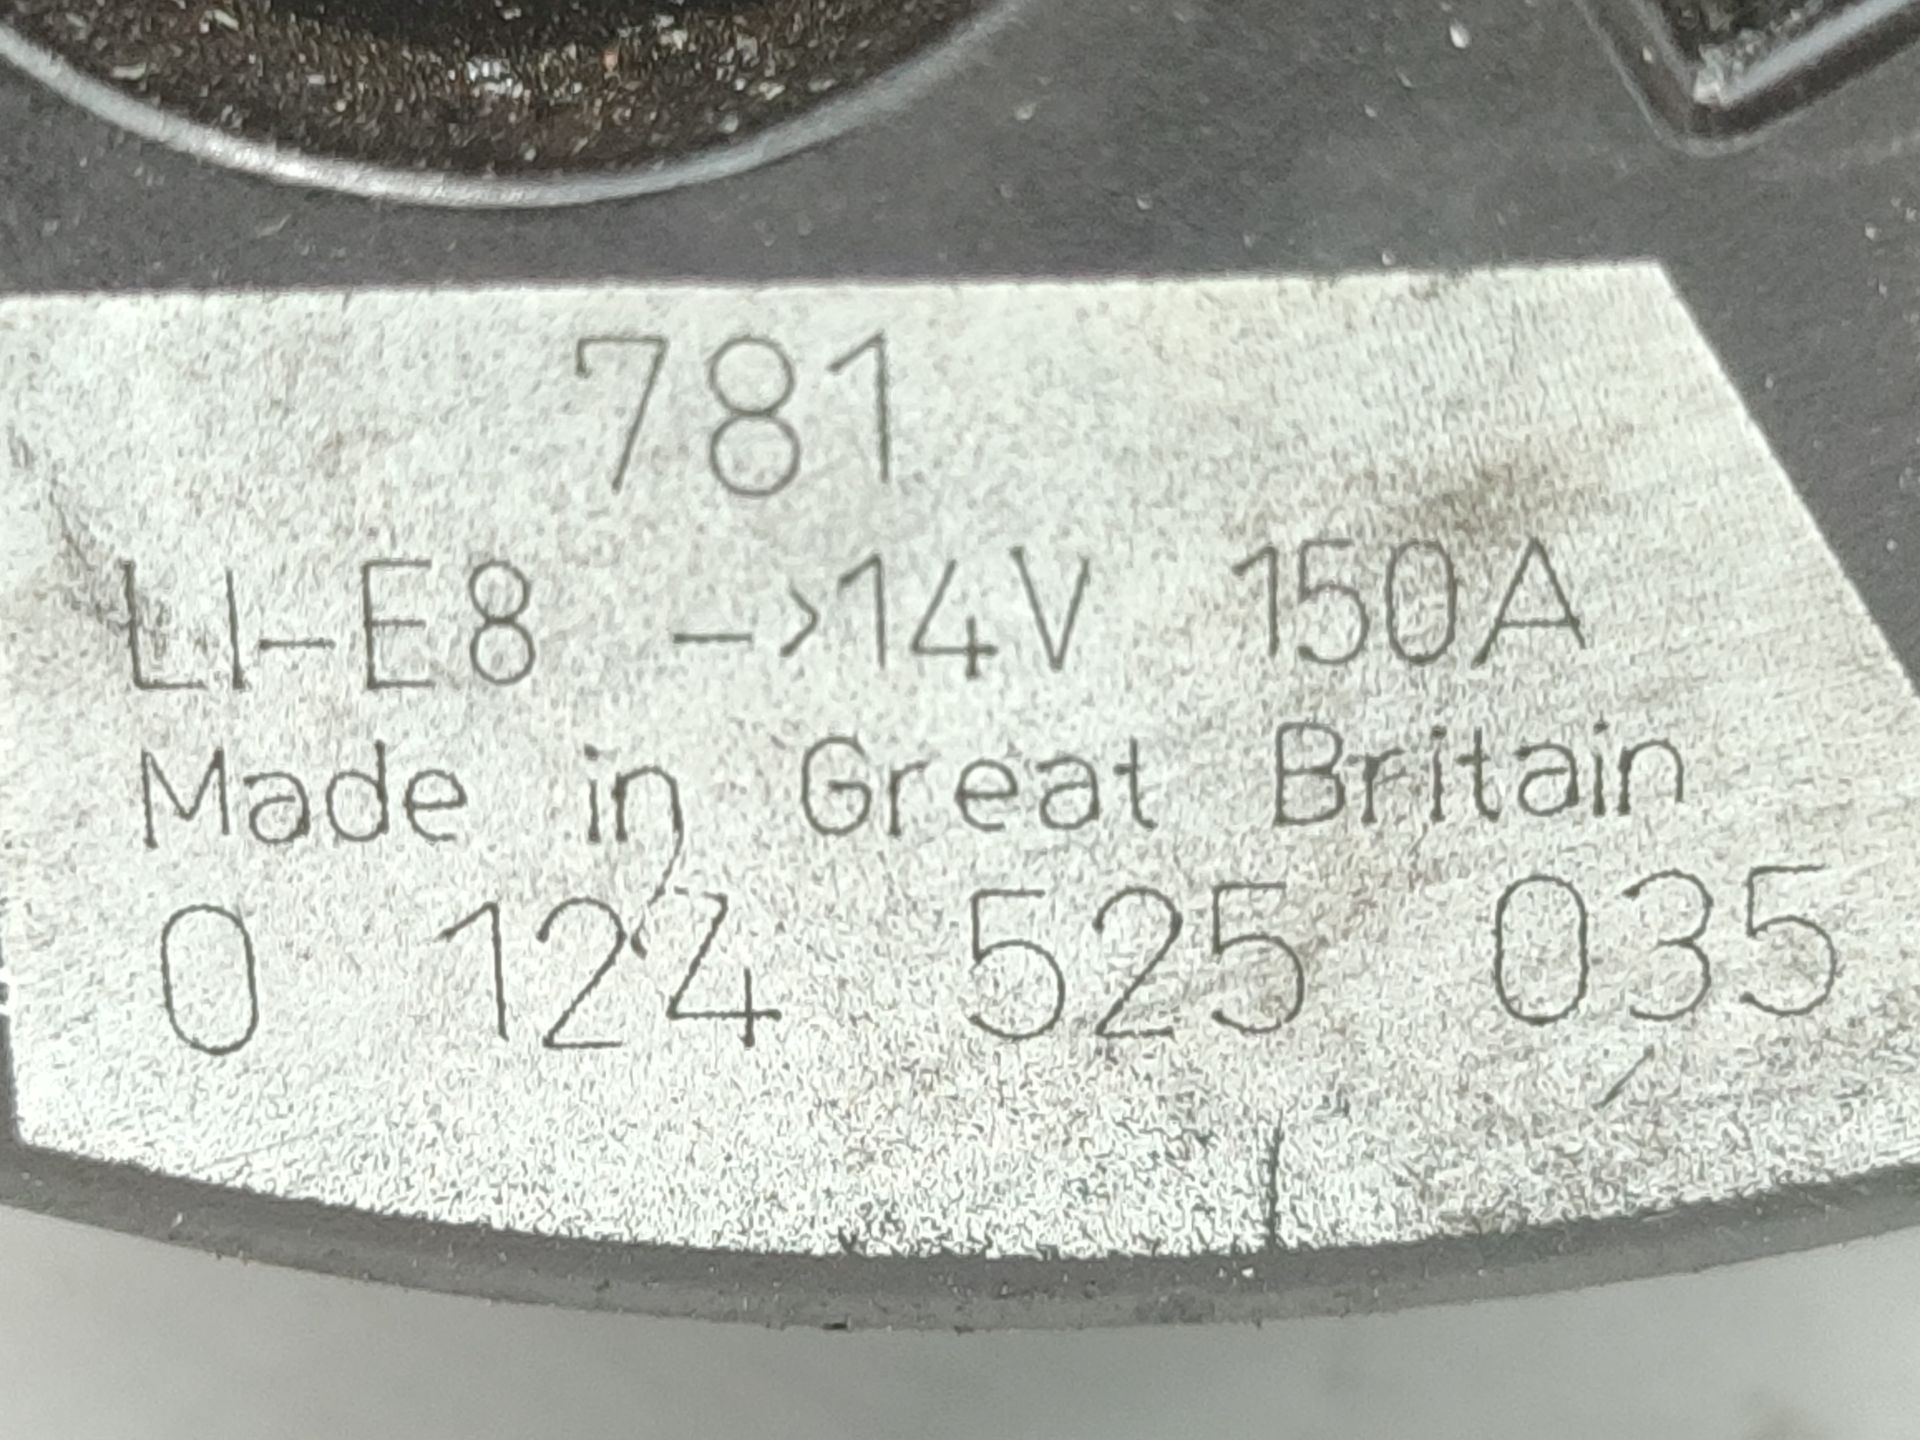 781
LI-E8 ->14V 150A
Made in Great Britain
0 124 525 035